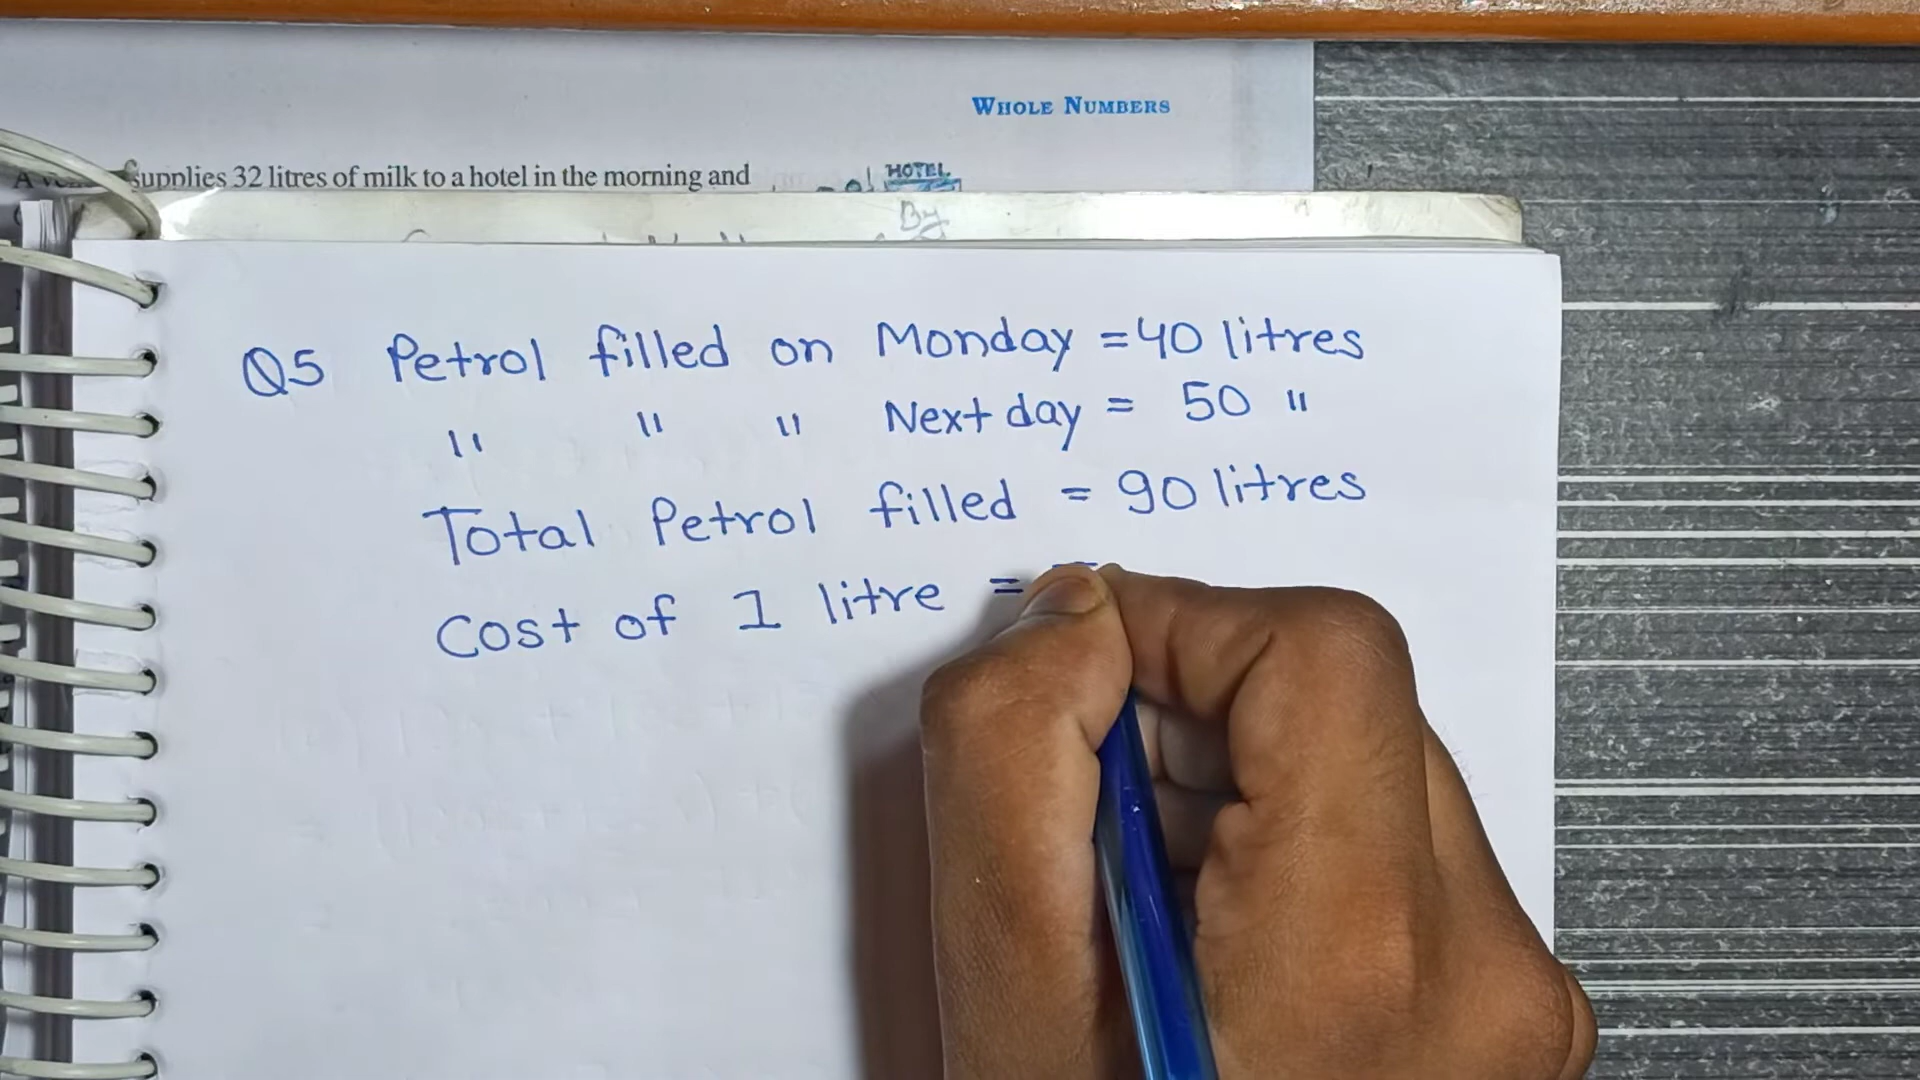 WHOLE NUMBERS
supplies 32 litres of milk to a hotel in the morning and
HOTEL
By
Q5 Petrol filled on Monday = 40 litres
" " " Next day = 50 "
Total Petrol filled = 90 litres
Cost of 1 litre =